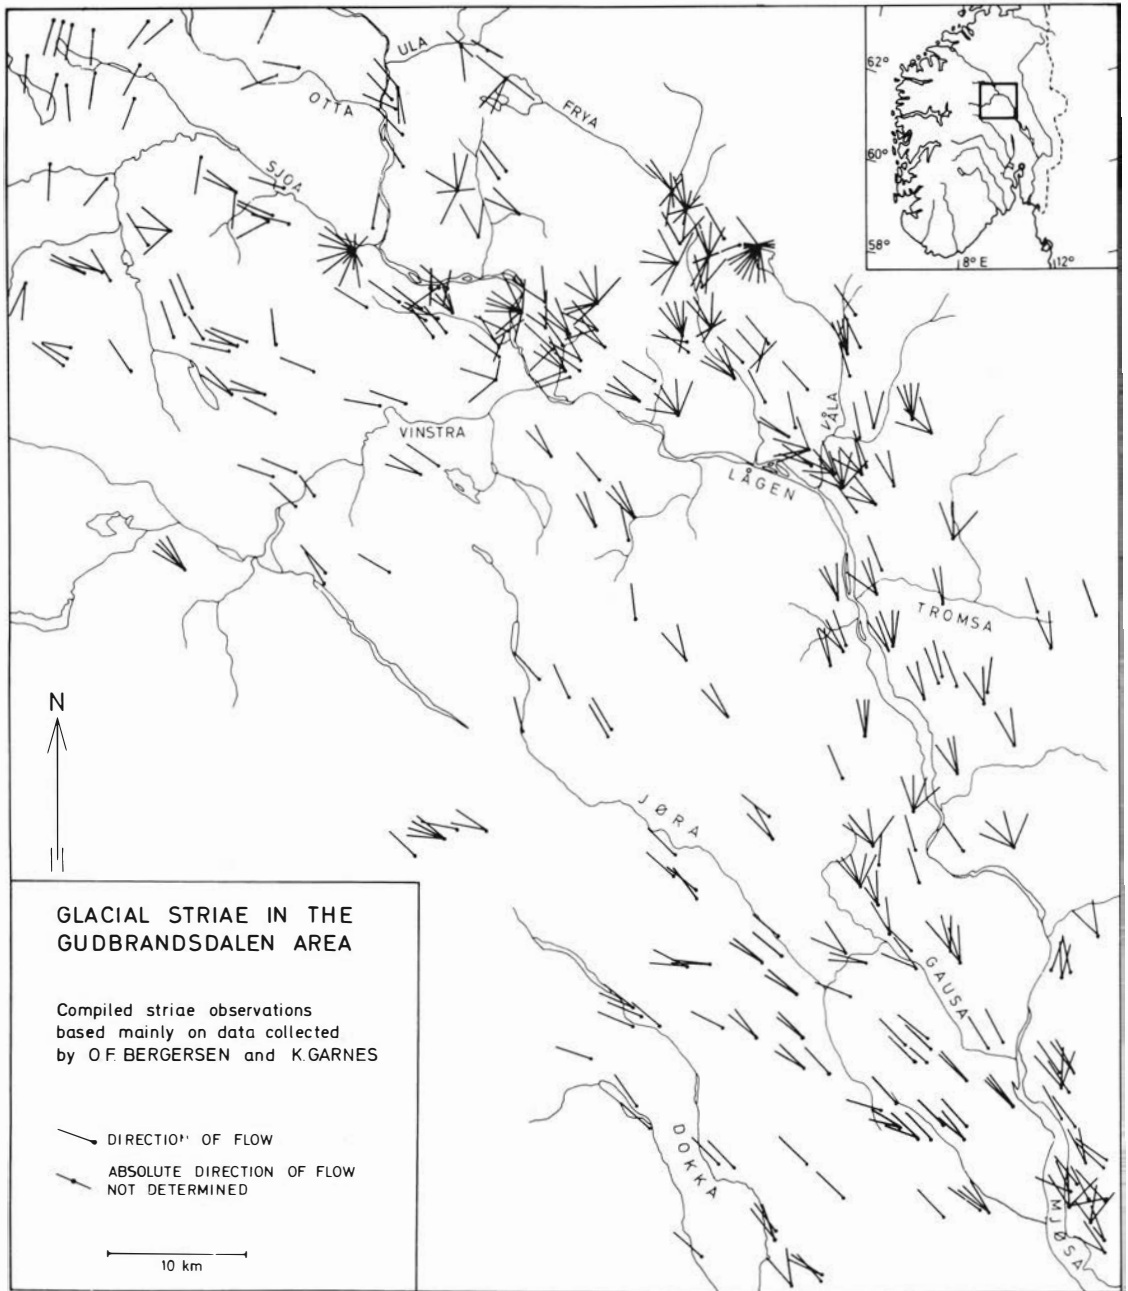 ULA
OTTA
FRYA
SJOA
62°
60°
58°
8° E
12°
VINSTRA
VÅLA
LÅGEN
TROMSA
N
JØRA
GAUSA
DOKKA
MJØSA
GLACIAL STRIAE IN THE
GUDBRANDSDALEN AREA
Compiled striae observations
based mainly on data collected
by O.F. BERGERSEN and K. GARNES
DIRECTION OF FLOW
ABSOLUTE DIRECTION OF FLOW
NOT DETERMINED
10 km